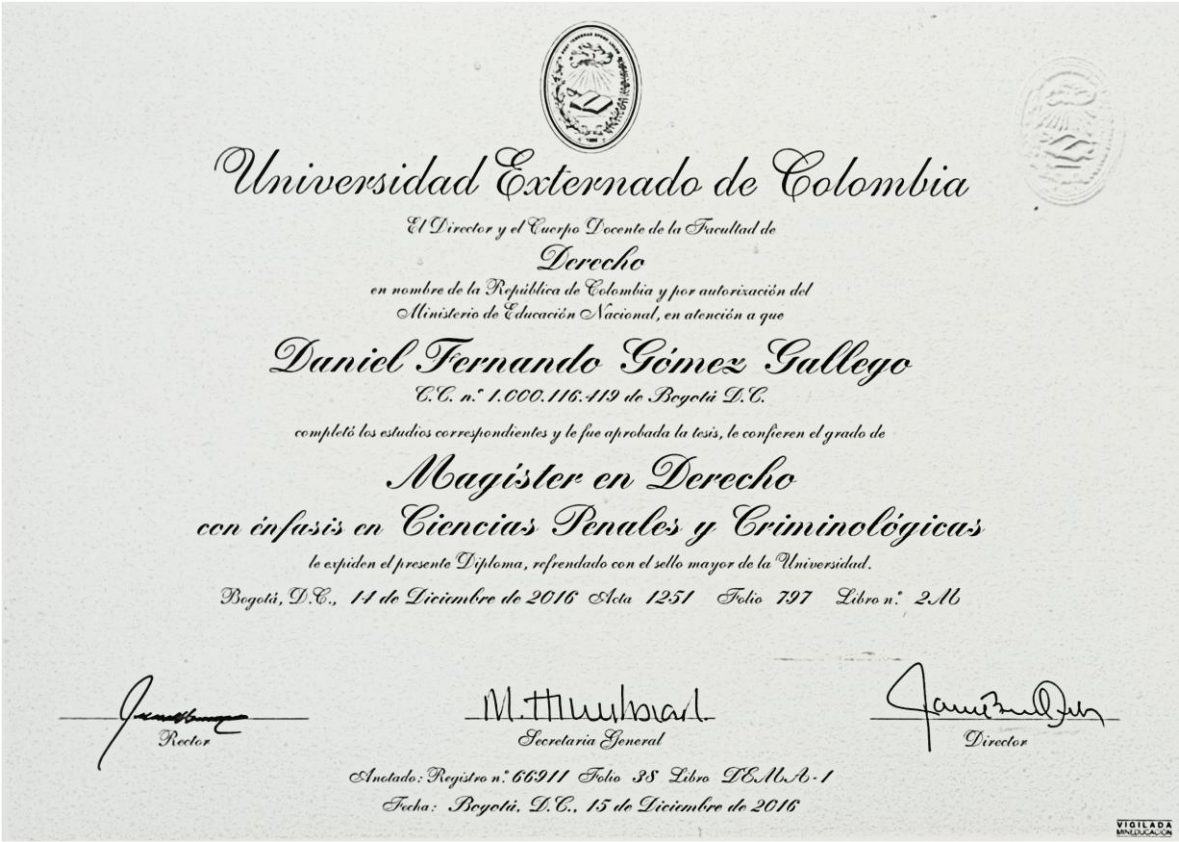 Universidad Externado de Colombia
El Director y el Cuerpo Docente de la Facultad de
Derecho
en nombre de la República de Colombia y por autorización del
Ministerio de Educación Nacional, en atención a que
Daniel Fernando Gómez Gallego
C.C. n.º 1.000.116.419 de Bogotá D.C.
completó los estudios correspondientes y le fue aprobada la tesis, le confieren el grado de
Magíster en Derecho
con énfasis en Ciencias Penales y Criminológicas
le expiden el presente Diploma, refrendado con el sello mayor de la Universidad.
Bogotá, D.C., 14 de Diciembre de 2016 Acta 1251 Folio 797 Libro n.º 2M
Rector
Secretaria General
Director
Anotado: Registro n.º 66911 Folio 38 Libro DEMA-1
Fecha: Bogotá, D.C., 15 de Diciembre de 2016
VIGILADA
MINEDUCACIÓN